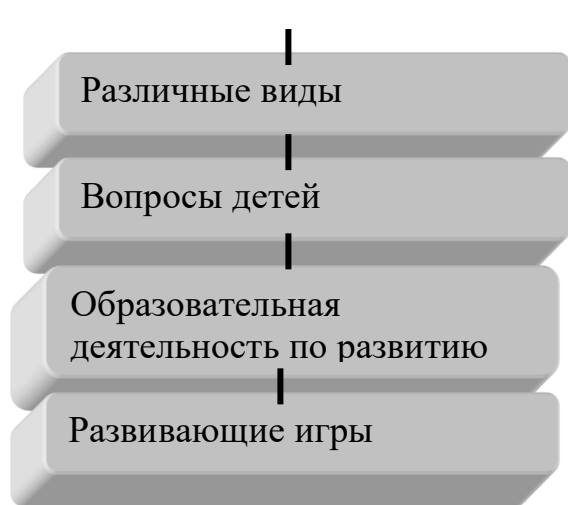 Различные виды
Вопросы детей
Образовательная
деятельность по развитию
Развивающие игры